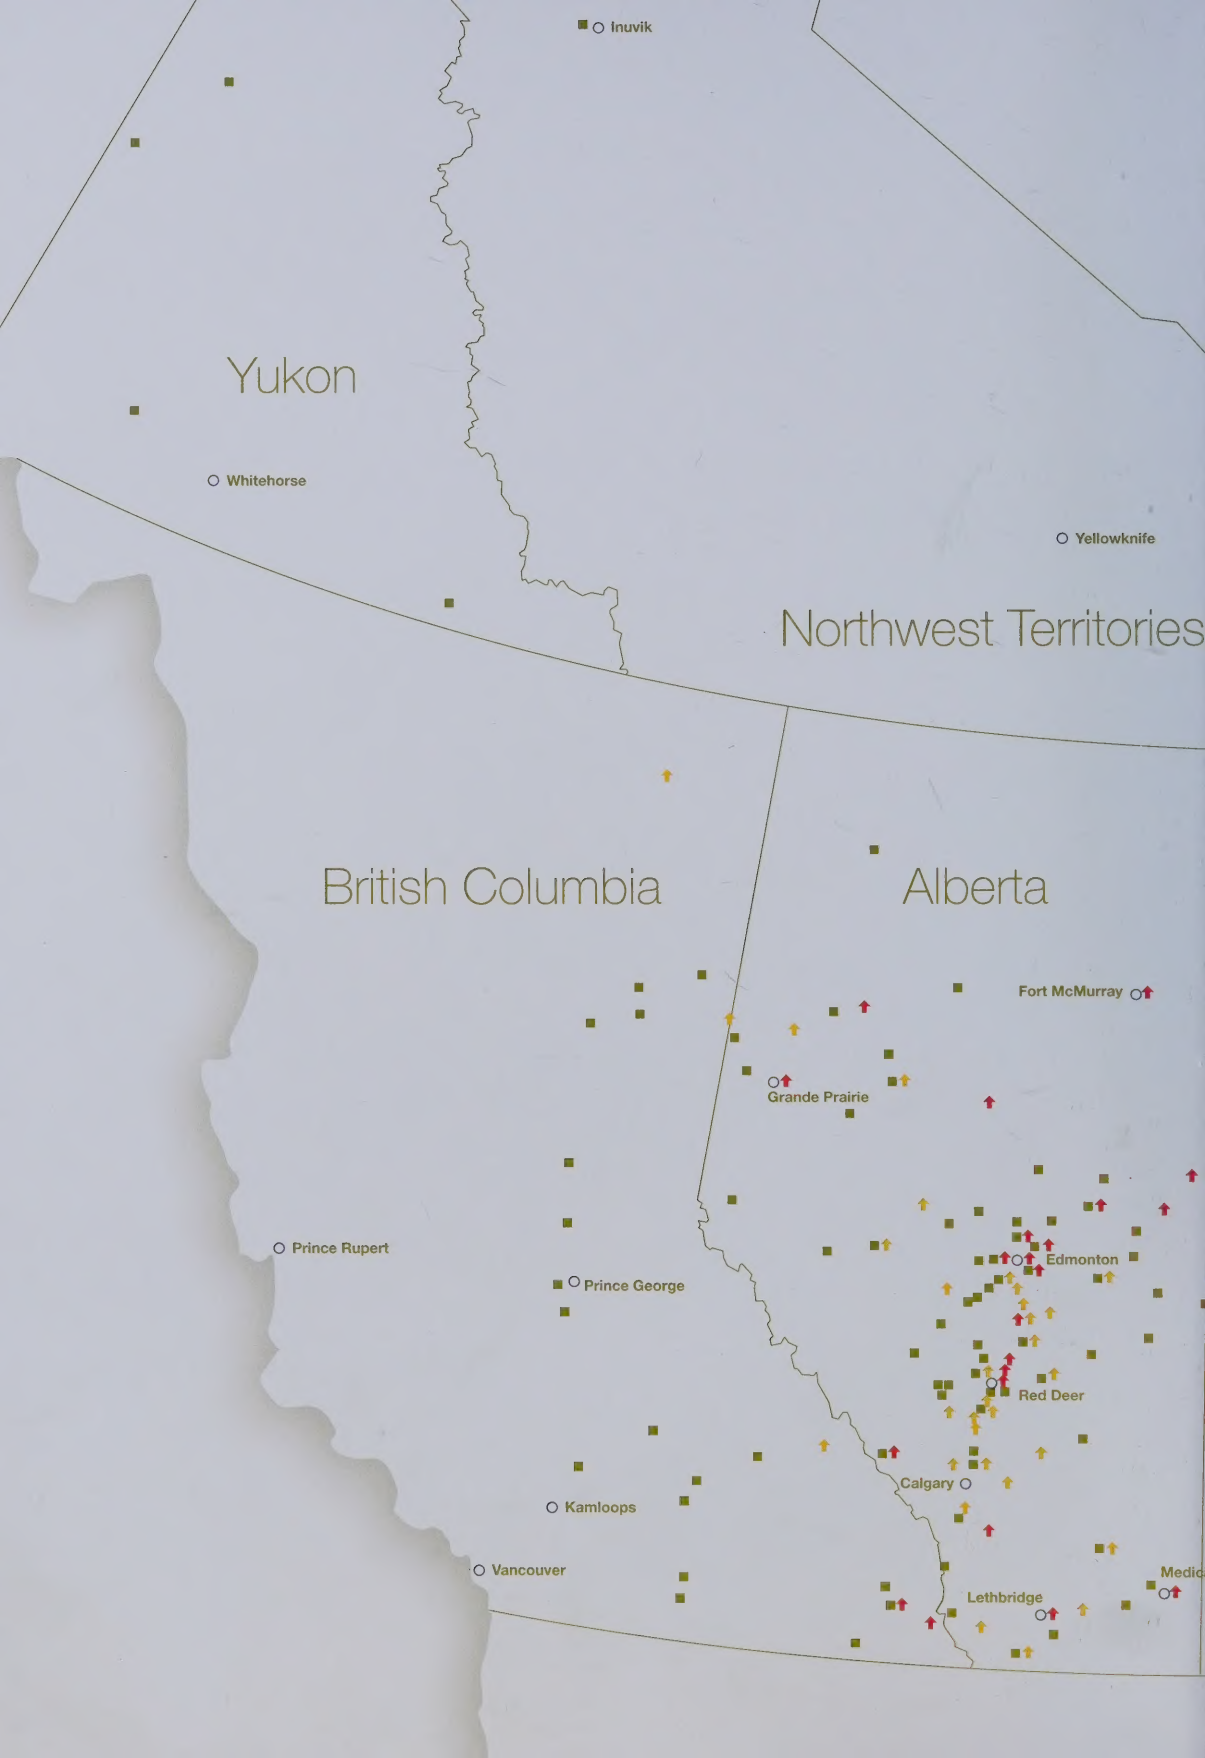 Inuvik
Yukon
Whitehorse
Yellowknife
Northwest Territories
British Columbia
Alberta
Fort McMurray
Grande Prairie
Prince Rupert
Edmonton
Prince George
Red Deer
Calgary
Kamloops
Vancouver
Medic
Lethbridge